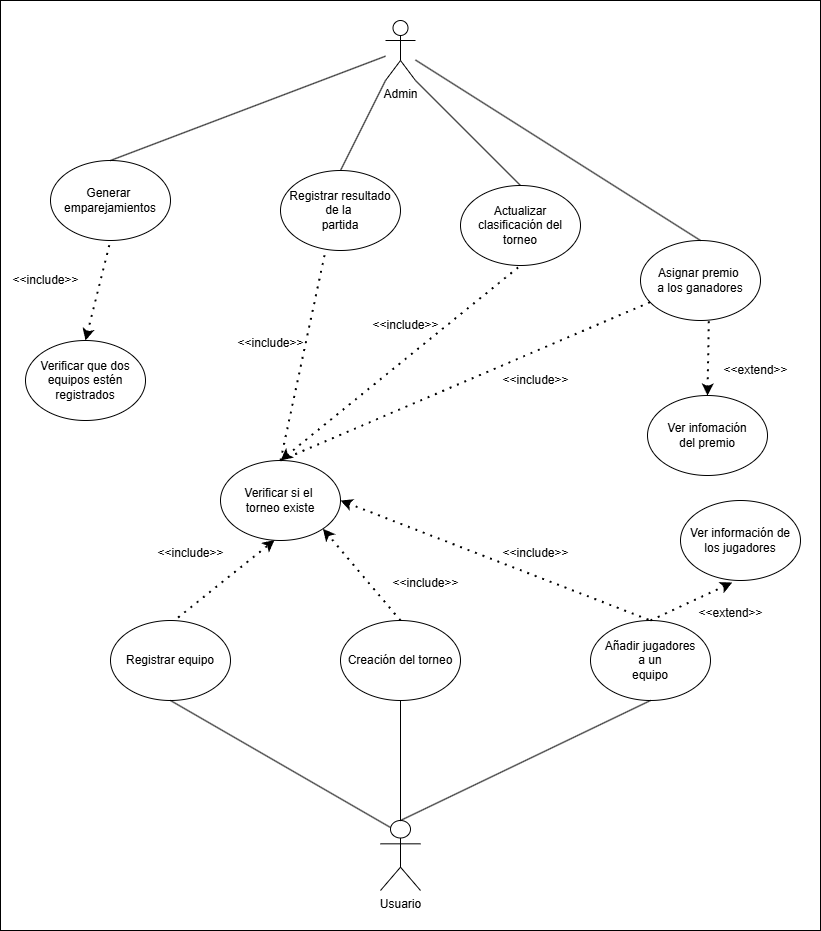 Admin
Generar
emparejamientos
Registrar resultado
de la
partida
Actualizar
clasificación del
torneo
Asignar premio
a los ganadores
<<include>>
<<include>>
<<include>>
<<include>>
<<extend>>
Verificar que dos
equipos estén
registrados
Ver infomación
del premio
Verificar si el
torneo existe
Ver información de
los jugadores
<<include>>
<<include>>
<<include>>
<<extend>>
Registrar equipo
Creación del torneo
Añadir jugadores
a un
equipo
Usuario